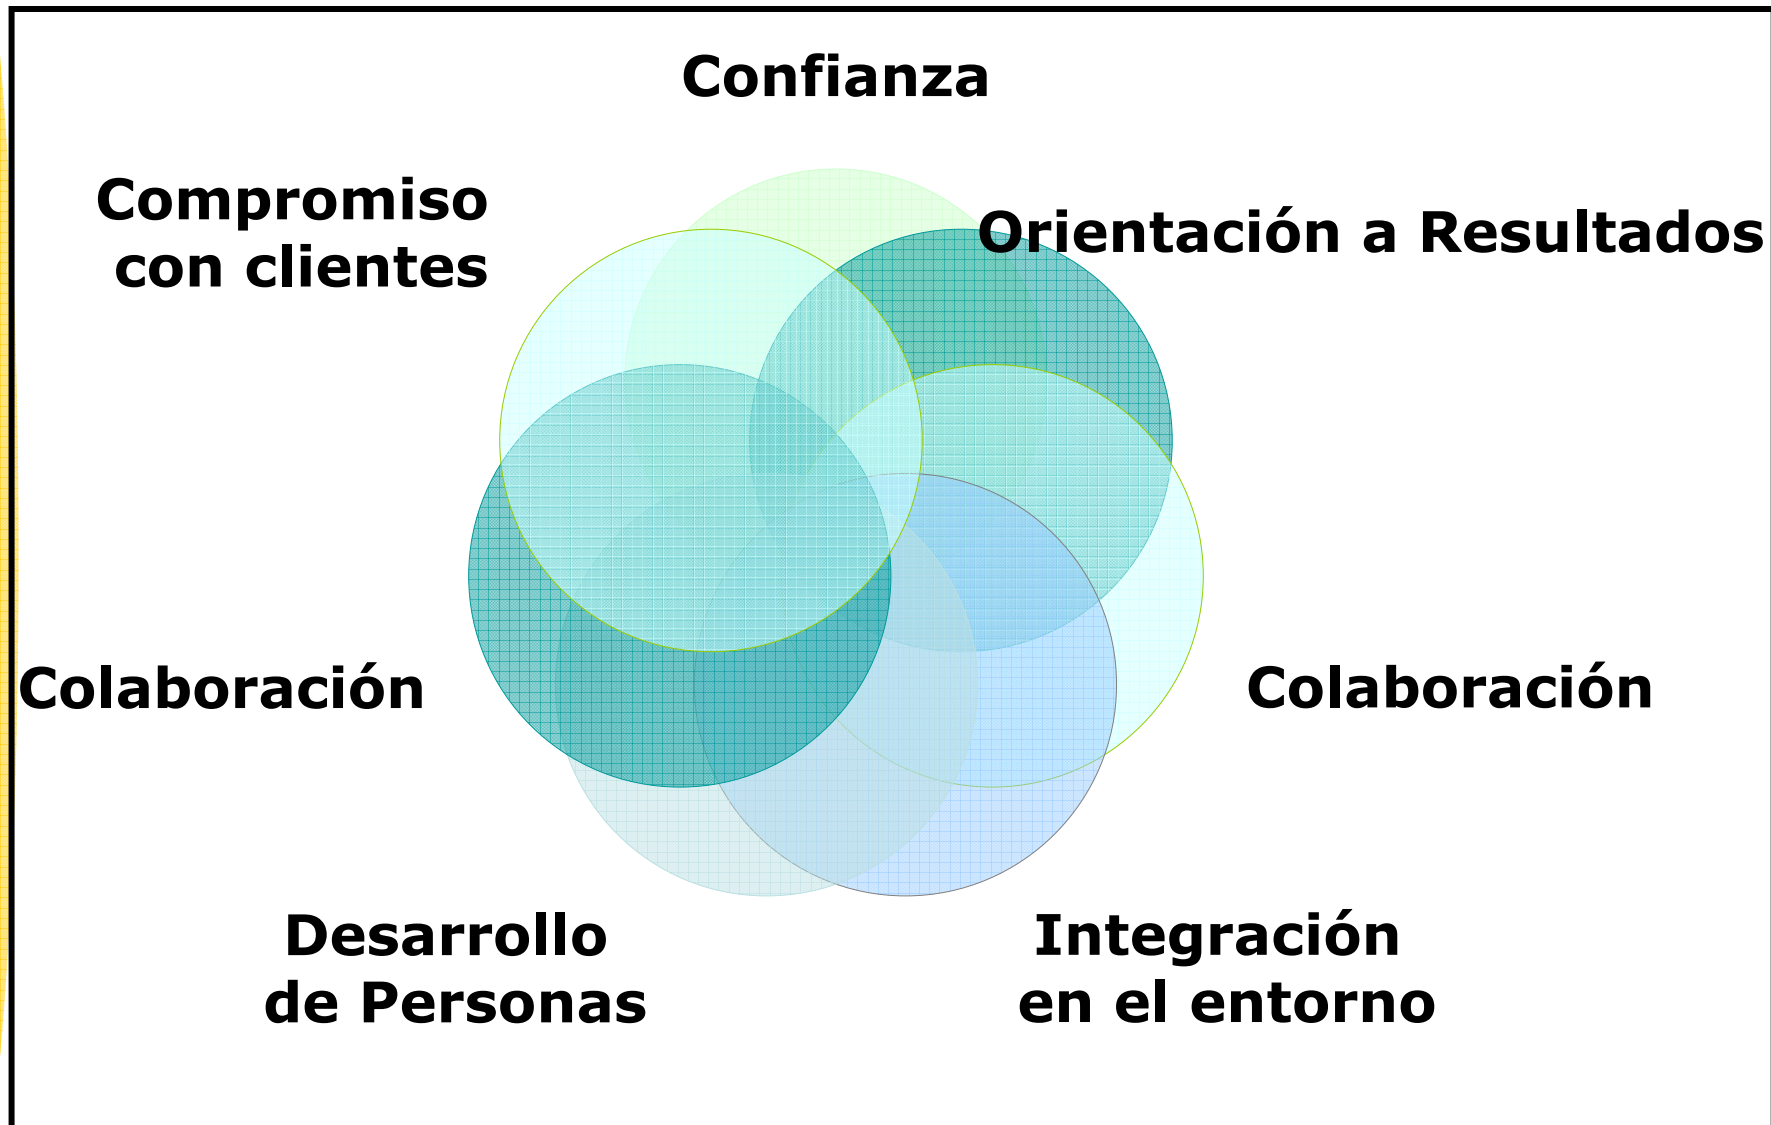 Confianza
Compromiso
con clientes
Orientación a Resultados
Colaboración
Colaboración
Desarrollo
de Personas
Integración
en el entorno